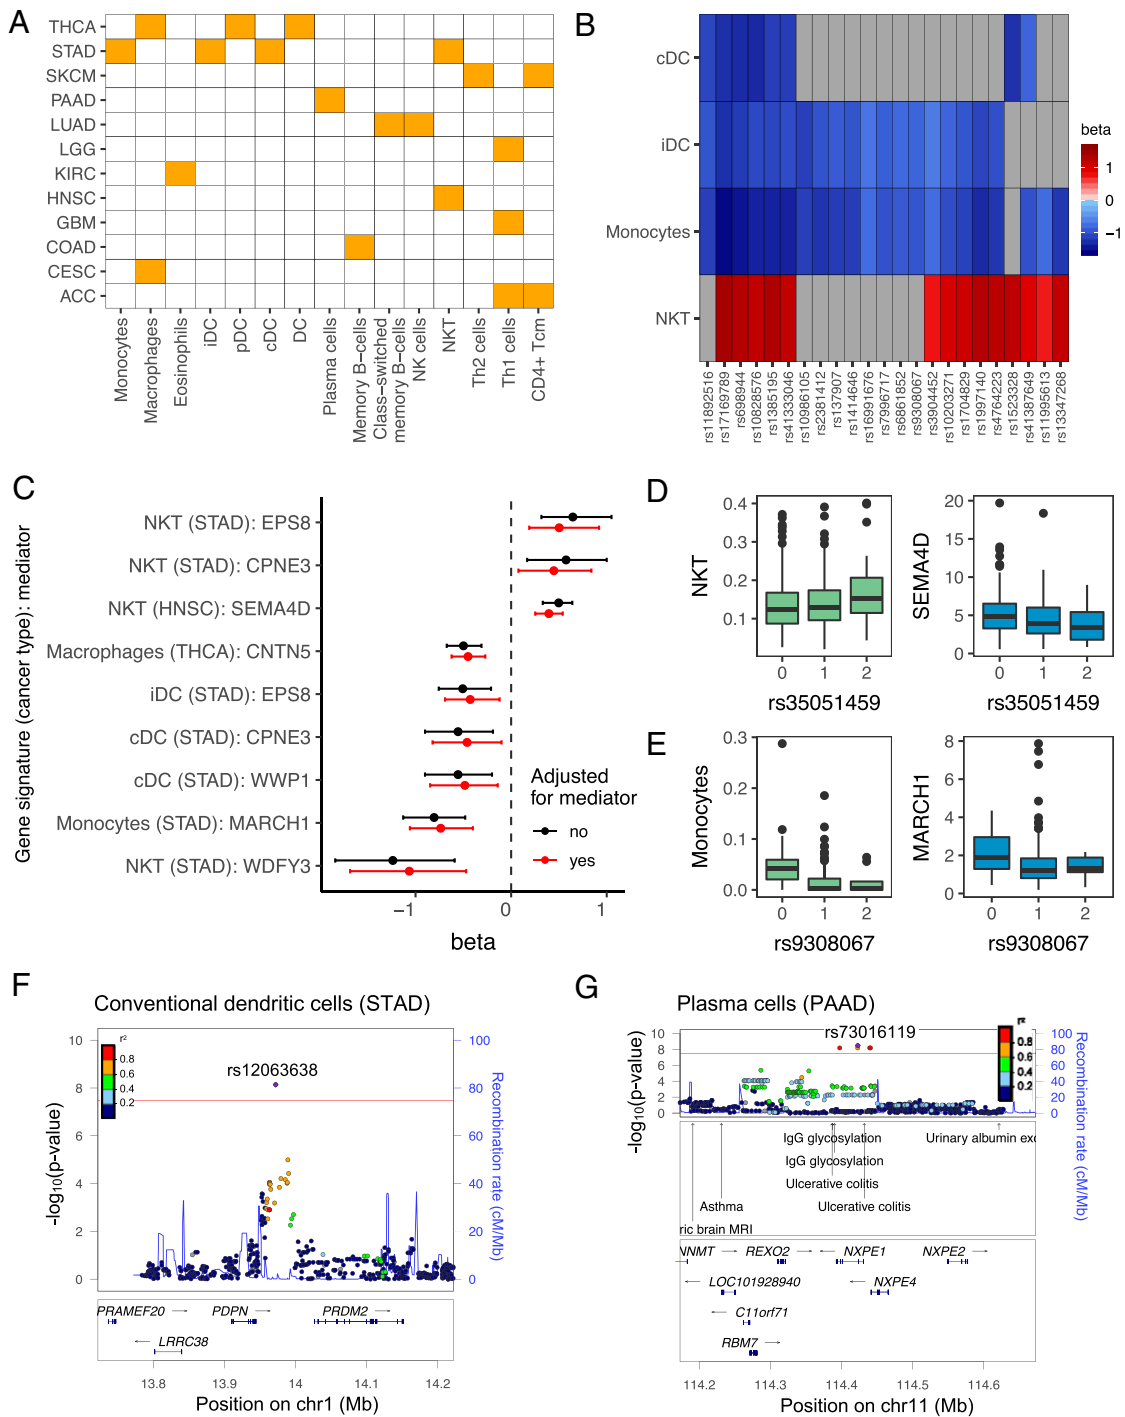 A
THCA
STAD
SKCM
PAAD
LUAD
LGG
KIRC
HNSC
GBM
COAD
CESC
ACC
Monocytes
Macrophages
Eosinophils
iDC
pDC
cDC
DC
Plasma cells
Memory B−cells
Class−switched
memory B−cells
NK cells
NKT
Th2 cells
Th1 cells
CD4+ Tcm
B
cDC
iDC
Monocytes
NKT
rs11892516
rs17169789
rs698944
rs10828576
rs1385195
rs41333046
rs10986105
rs2381412
rs137907
rs1414646
rs16991676
rs7996717
rs6861852
rs9308067
rs3904452
rs10203271
rs1704829
rs1997140
rs4764223
rs1523328
rs41387649
rs11995613
rs13347268
beta
1
0
−1
C
Gene signature (cancer type): mediator
NKT (STAD): EPS8
NKT (STAD): CPNE3
NKT (HNSC): SEMA4D
Macrophages (THCA): CNTN5
iDC (STAD): EPS8
cDC (STAD): CPNE3
cDC (STAD): WWP1
Monocytes (STAD): MARCH1
NKT (STAD): WDFY3
Adjusted
for mediator
no
yes
−1 0 1
beta
D
NKT
0.4
0.3
0.2
0.1
0 1 2
rs35051459
SEMA4D
20
15
10
5
0
0 1 2
rs35051459
E
Monocytes
0.3
0.2
0.1
0.0
0 1 2
rs9308067
MARCH1
8
6
4
2
0
0 1 2
rs9308067
F
Conventional dendritic cells (STAD)
-log10(p-value)
10
8
6
4
2
0
r²
0.8
0.6
0.4
0.2
rs12063638
100
80
60
40
20
0
Recombination rate (cM/Mb)
PRAMEF20
PDPN
PRDM2
LRRC38
13.8 13.9 14 14.1 14.2
Position on chr1 (Mb)
G
Plasma cells (PAAD)
-log10(p-value)
10
8
6
4
2
0
rs73016119
r²
0.8
0.6
0.4
0.2
100
80
60
40
20
0
Recombination rate (cM/Mb)
IgG glycosylation
Urinary albumin exc
IgG glycosylation
Ulcerative colitis
Asthma
Ulcerative colitis
ric brain MRI
NNMT
REXO2
NXPE1
NXPE2
LOC101928940
NXPE4
C11orf71
RBM7
114.2 114.3 114.4 114.5 114.6
Position on chr11 (Mb)